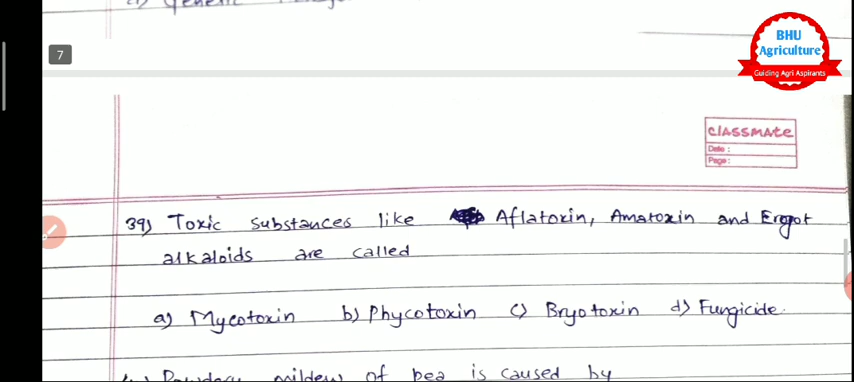 7
BHU
Agriculture
Guiding Agri Aspirants
classmate
Date :
Page :
39) Toxic substances like Aflatoxin, Amatoxin and Ergot
alkaloids are called
a) Mycotoxin b) Phycotoxin c) Bryotoxin d) Fungicide.
Powdery mildew of pea is caused by